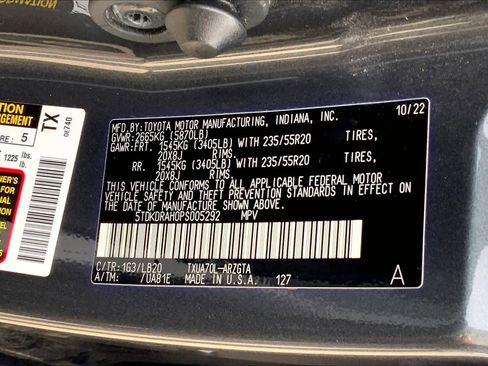 MFD.BY:TOYOTA MOTOR MANUFACTURING, INDIANA, INC. 10/22
GVWR:2665KG (5870LB)
GAWR:FRT. 1545KG (3405LB) WITH 235/55R20 TIRES,
20X8J RIMS.
RR. 1545KG (3405LB) WITH 235/55R20 TIRES,
20X8J RIMS.
THIS VEHICLE CONFORMS TO ALL APPLICABLE FEDERAL MOTOR
VEHICLE SAFETY AND THEFT PREVENTION STANDARDS IN EFFECT ON
THE DATE OF MANUFACTURE SHOWN ABOVE.
5TDKDRAH0PS005292 MPV
C/TR:1G3/LB20 TXUA70L-ARZGTA
A/TM: /UA81E MADE IN U.S.A. 127 A
TX
0E740
5
1225 lbs.